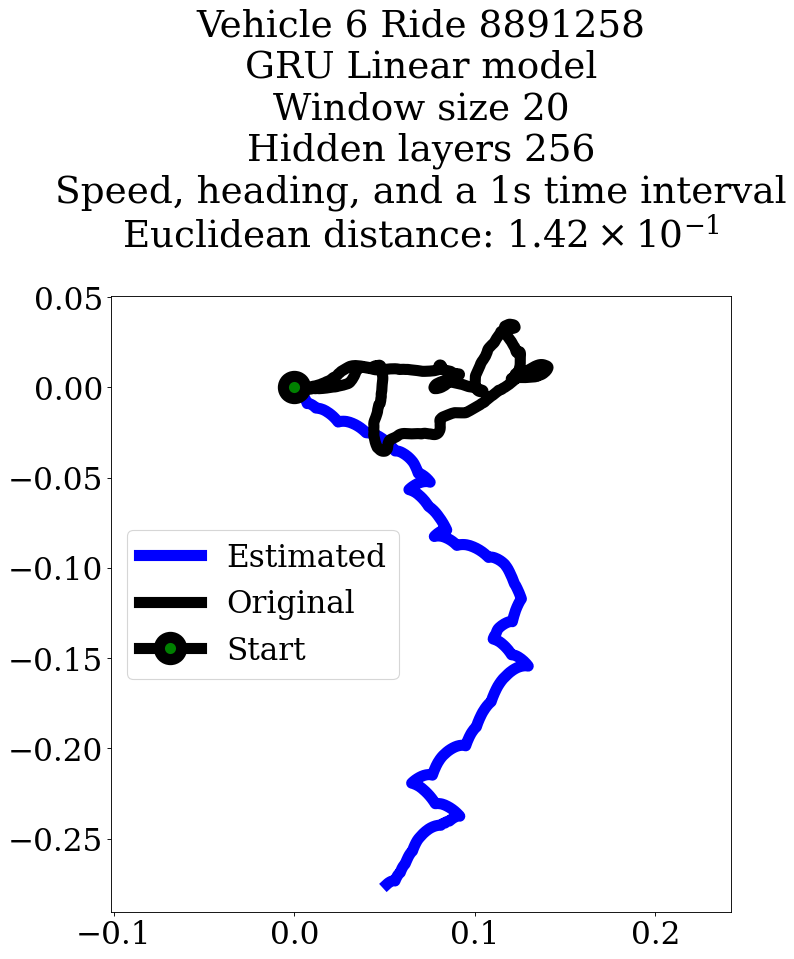 Vehicle 6 Ride 8891258
GRU Linear model
Window size 20
Hidden layers 256
Speed, heading, and a 1s time interval
Euclidean distance: 1.42 × 10⁻¹
0.05
0.00
−0.05
−0.10
−0.15
−0.20
−0.25
Estimated
Original
Start
−0.1 0.0 0.1 0.2